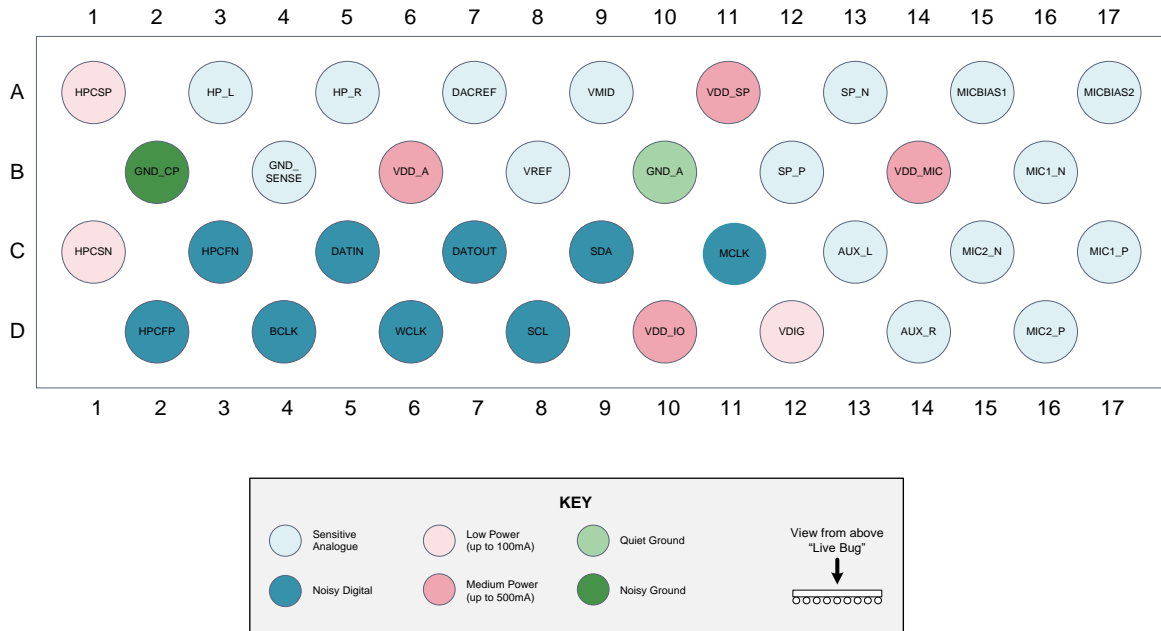 1 2 3 4 5 6 7 8 9 10 11 12 13 14 15 16 17
A HPCSP HP_L HP_R DACREF VMID VDD_SP SP_N MICBIAS1 MICBIAS2
B GND_CP GND_
SENSE VDD_A VREF GND_A SP_P VDD_MIC MIC1_N
C HPCSN HPCFN DATIN DATOUT SDA MCLK AUX_L MIC2_N MIC1_P
D HPCFP BCLK WCLK SCL VDD_IO VDIG AUX_R MIC2_P
1 2 3 4 5 6 7 8 9 10 11 12 13 14 15 16 17
KEY
Sensitive
Analogue
Low Power
(up to 100mA)
Quiet Ground
Noisy Digital
Medium Power
(up to 500mA)
Noisy Ground
View from above
“Live Bug”